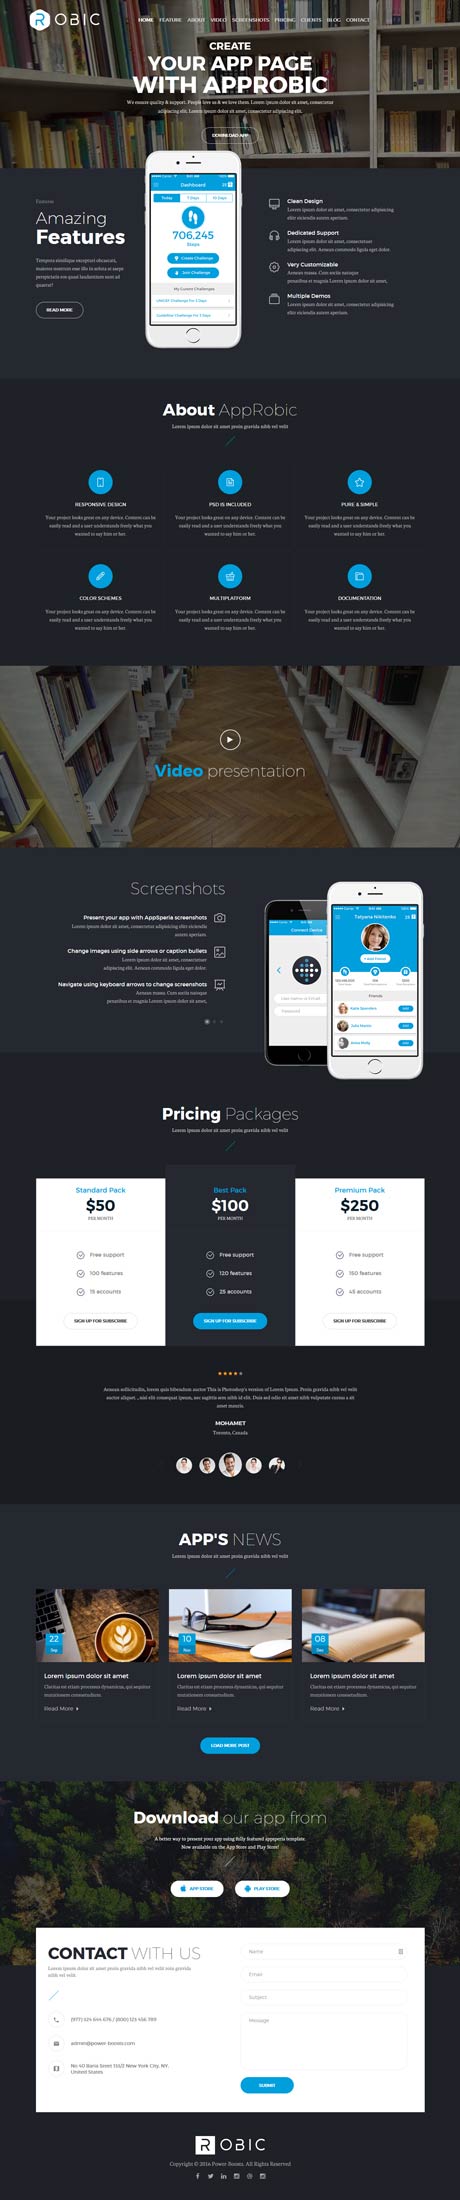 R OBIC
HOME FEATURE ABOUT VIDEO SCREENSHOTS PRICING CLIENTS BLOG CONTACT
CREATE
YOUR APP PAGE
WITH APPROBIC
We ensure quality & support. People love us & we love them. Lorem ipsum dolor sit amet, consectetur
adipiscing elit. Lorem ipsum dolor sit amet, consectetur adipiscing elit.
DOWNLOAD APP
Features
Amazing
Features
Tempora similique excepturi obcaecati,
maiores nostrum esse illo in soluta at saepe
perspiciatis eos quod laudantium sunt ad
quaerat!
READ MORE
Dashboard
Today 7 Days 10 Days
706,245
Steps
Create Challenge
Join Challenge
My Current Challenges
UNICEF Challenge For 3 Days
Guideline Challenge For 3 Days
Clean Design
Lorem ipsum dolor sit amet, consectetur adipiscing
elitr eiciendis autem aperiam.
Dedicated Support
Lorem ipsum dolor sit amet, consectetuer
adipiscing elit. Aenean commodo ligula eget dolor.
Very Customizable
Aenean massa. Cum sociis natoque
penatibus et magnis Lorem ipsum dolor sit amet,
Multiple Demos
Lorem ipsum dolor sit amet, consectetur adipiscing
elitr eiciendis autem aperiam.
About AppRobic
Lorem ipsum dolor sit amet proin gravida nibh vel velit
RESPONSIVE DESIGN
Your project looks great on any device. Content can be
easily read and a user understands freely what you
wanted to say him or her.
PSD IS INCLUDED
Your project looks great on any device. Content can be
easily read and a user understands freely what you
wanted to say him or her.
PURE & SIMPLE
Your project looks great on any device. Content can be
easily read and a user understands freely what you
wanted to say him or her.
COLOR SCHEMES
Your project looks great on any device. Content can be
easily read and a user understands freely what you
wanted to say him or her.
MULTIPLATFORM
Your project looks great on any device. Content can be
easily read and a user understands freely what you
wanted to say him or her.
DOCUMENTATION
Your project looks great on any device. Content can be
easily read and a user understands freely what you
wanted to say him or her.
Video presentation
Screenshots
Present your app with AppSperia screenshots
Lorem ipsum dolor sit amet, consectetur adipiscing elitr eiciendis
autem aperiam.
Change images using side arrows or caption bullets
Lorem ipsum dolor sit amet, consectetuer
adipiscing elit. Aenean commodo ligula eget dolor.
Navigate using keyboard arrows to change screenshots
Aenean massa. Cum sociis natoque
penatibus et magnis Lorem ipsum dolor sit amet,
Connect Device
Password
Tatyana Nikitenko
+ Add Friend
Friends
Katie Spenders
Julia Martin
Anna Reilly
Pricing Packages
Lorem ipsum dolor sit amet proin gravida nibh vel velit
Standard Pack
$50
PER MONTH
Free support
100 features
15 accounts
SIGN UP FOR SUBSCRIBE
Best Pack
$100
PER MONTH
Free support
120 features
25 accounts
SIGN UP FOR SUBSCRIBE
Premium Pack
$250
PER MONTH
Free support
150 features
45 accounts
SIGN UP FOR SUBSCRIBE
Aenean sollicitudin, lorem quis bibendum auctor This is Photoshop's version of Lorem Ipsum. Proin gravida nibh vel velit
auctor aliquet. , nisi elit consequat ipsum, nec sagittis sem nibh id elit. Duis sed odio sit amet nibh vulputate cursus a sit
amet mauris.
MOHAMET
Toronto, Canada
APP'S NEWS
Lorem ipsum dolor sit amet proin gravida nibh vel velit
22
Sep
Lorem ipsum dolor sit amet
Claritas est etiam processus dynamicus, qui sequitur
mutationem consuetudium.
Read More
10
Nov
Lorem ipsum dolor sit amet
Claritas est etiam processus dynamicus, qui sequitur
mutationem consuetudium.
Read More
08
Dec
Lorem ipsum dolor sit amet
Claritas est etiam processus dynamicus, qui sequitur
mutationem consuetudium.
Read More
LOAD MORE POST
Download our app from
A better way to present your app using fully featured appsperia template.
Now available on the App Store and Play Store!
APP STORE
PLAY STORE
CONTACT WITH US
Lorem ipsum dolor sit amet proin gravida nibh vel velit roin gravida
nibh vel velit.
(977) 524 644 676 / (800) 123 456 789
admin@power-boosts.com
No 40 Baria Sreet 133/2 New York City, NY,
United States
Name
Email
Subject
Message
SUBMIT
R OBIC
Copyright © 2016 Power Boosts. All Rights Reserved